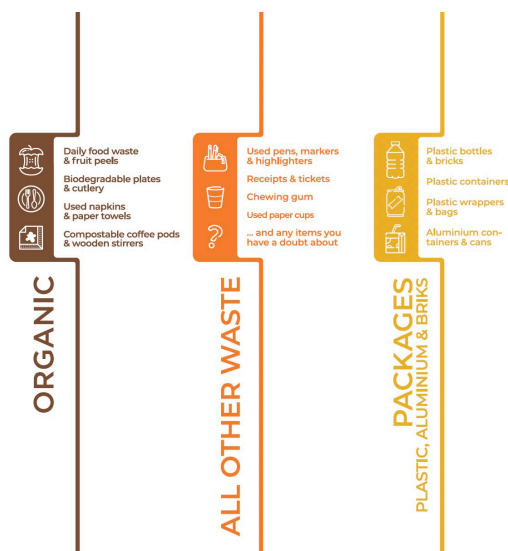 Daily food waste
& fruit peels
Biodegradable plates
& cutlery
Used napkins
& paper towels
Compostable coffee pods
& wooden stirrers
ORGANIC
Used pens, markers
& highlighters
Receipts & tickets
Chewing gum
Used paper cups
... and any items you
have a doubt about
ALL OTHER WASTE
Plastic bottles
& bricks
Plastic containers
Plastic wrappers
& bags
Aluminium con-
tainers & cans
PACKAGES
PLASTIC, ALUMINIUM & BRIKS